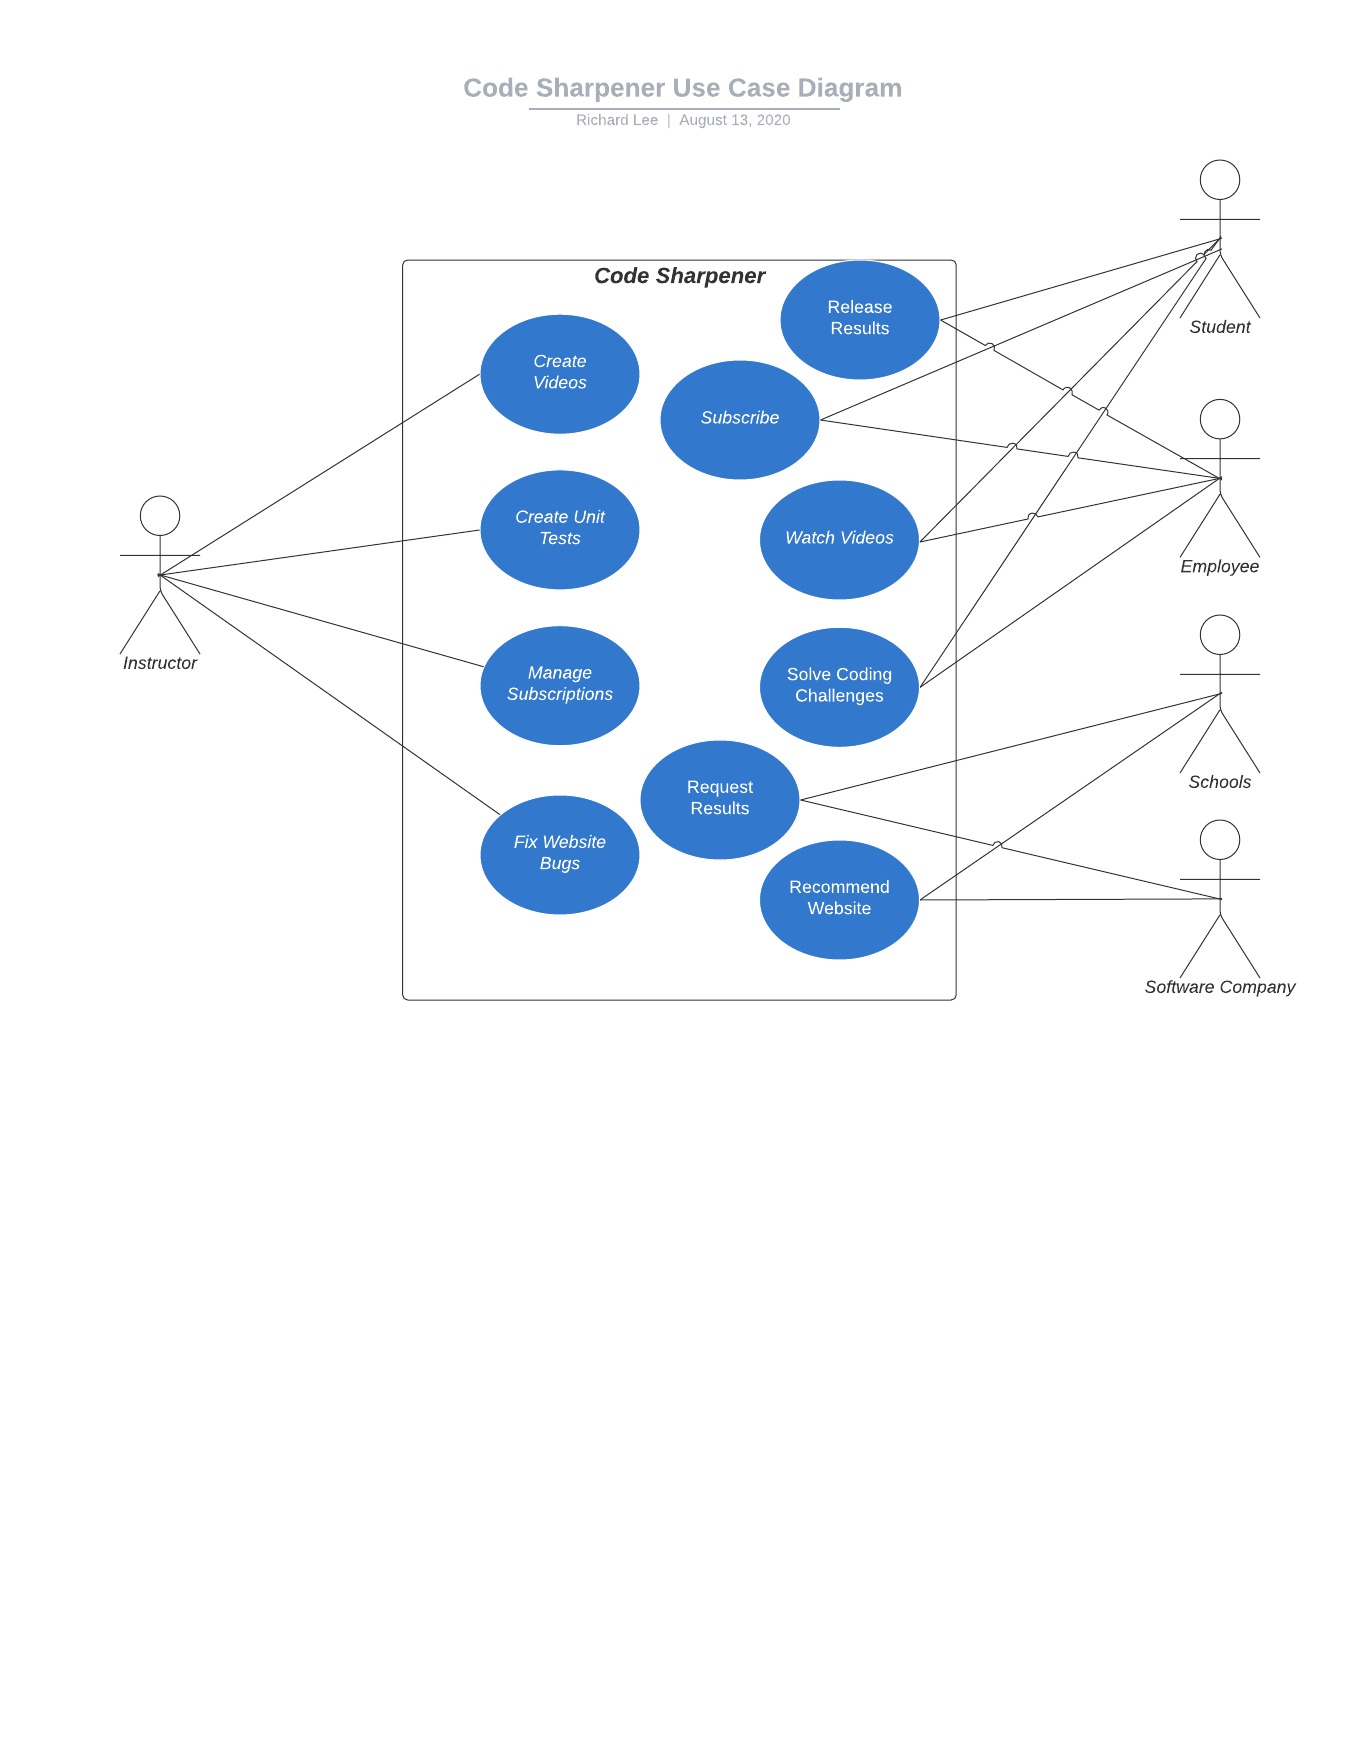 Code Sharpener Use Case Diagram
Richard Lee | August 13, 2020
Code Sharpener
Release
Results
Student
Create
Videos
Subscribe
Employee
Create Unit
Tests
Watch Videos
Instructor
Manage
Subscriptions
Solve Coding
Challenges
Schools
Request
Results
Fix Website
Bugs
Recommend
Website
Software Company